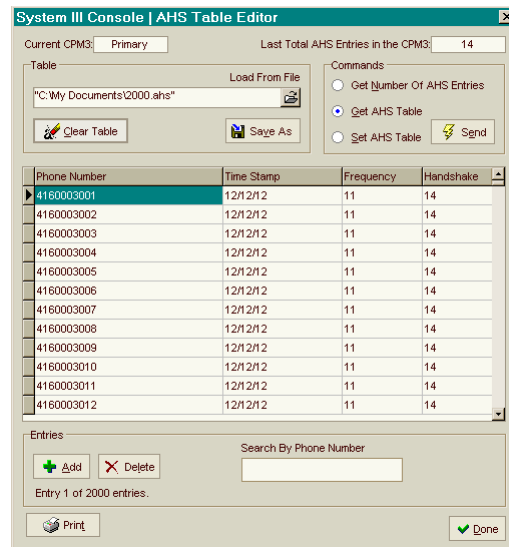 System III Console | AHS Table Editor
Current CPM3: Primary Last Total AHS Entries in the CPM3: 14
Table Commands
Load From File Get Number Of AHS Entries
"C:\My Documents\2000.ahs" Get AHS Table
Clear Table Save As Set AHS Table Send
Phone Number Time Stamp Frequency Handshake
4160003001 12/12/12 11 14
4160003002 12/12/12 11 14
4160003003 12/12/12 11 14
4160003004 12/12/12 11 14
4160003005 12/12/12 11 14
4160003006 12/12/12 11 14
4160003007 12/12/12 11 14
4160003008 12/12/12 11 14
4160003009 12/12/12 11 14
4160003010 12/12/12 11 14
4160003011 12/12/12 11 14
4160003012 12/12/12 11 14
Entries
Search By Phone Number
Add Delete
Entry 1 of 2000 entries.
Print Done